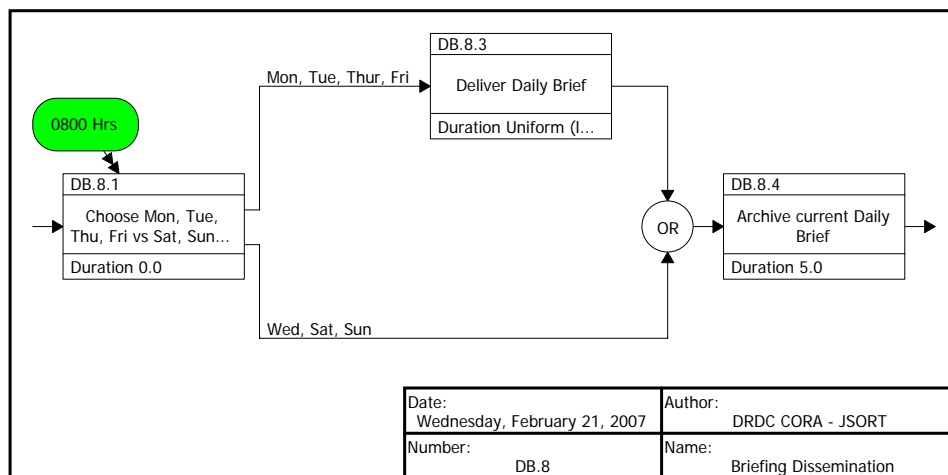 DB.8.3
Mon, Tue, Thur, Fri
Deliver Daily Brief
Duration Uniform (I...
0800 Hrs
DB.8.1
Choose Mon, Tue,
Thu, Fri vs Sat, Sun...
Duration 0.0
OR
DB.8.4
Archive current Daily
Brief
Duration 5.0
Wed, Sat, Sun
Date:
Wednesday, February 21, 2007
Author:
DRDC CORA - JSORT
Number:
DB.8
Name:
Briefing Dissemination